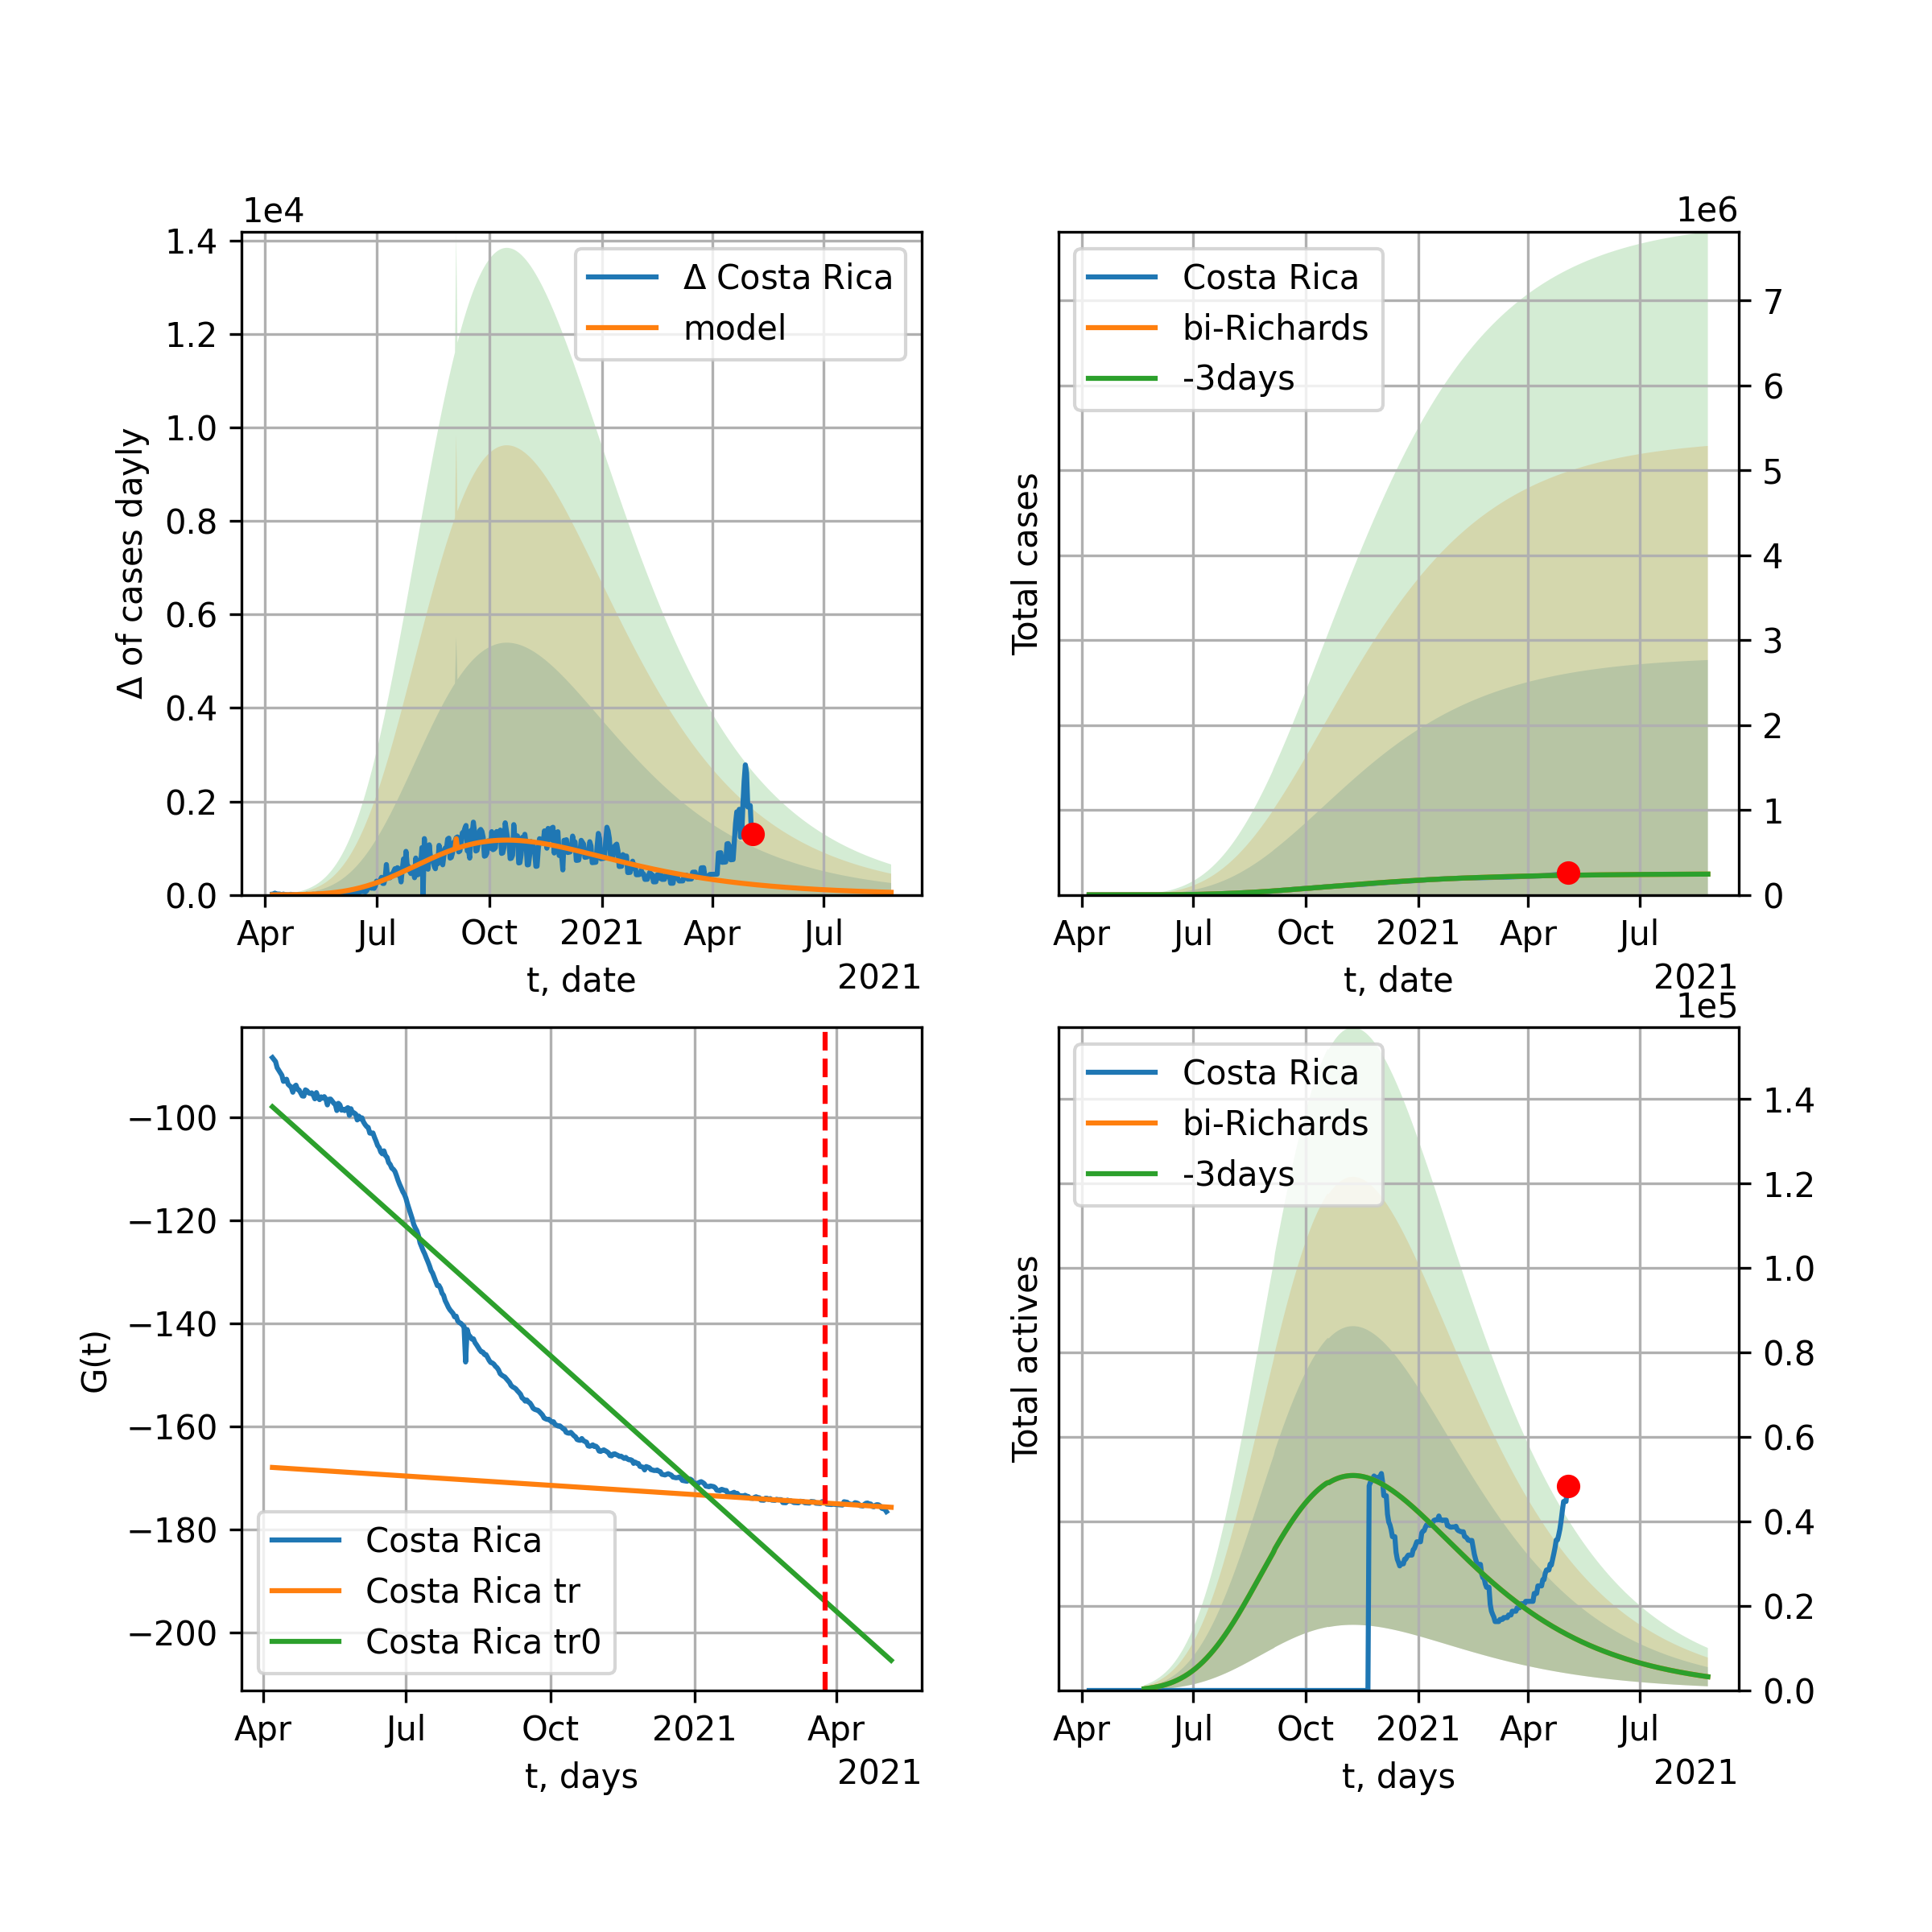 1e4
1.4
1.2
1.0
0.8
0.6
0.4
0.2
0.0
Δ of cases dayly
Δ Costa Rica
model
Apr Jul Oct 2021 Apr Jul
t, date
2021
1e6
Total cases
Costa Rica
bi-Richards
-3days
7
6
5
4
3
2
1
0
Apr Jul Oct 2021 Apr Jul
t, date
2021
G(t)
−100
−120
−140
−160
−180
−200
Costa Rica
Costa Rica tr
Costa Rica tr0
Apr Jul Oct 2021 Apr
t, days
2021
1e5
Total actives
Costa Rica
bi-Richards
-3days
1.4
1.2
1.0
0.8
0.6
0.4
0.2
0.0
Apr Jul Oct 2021 Apr Jul
t, days
2021